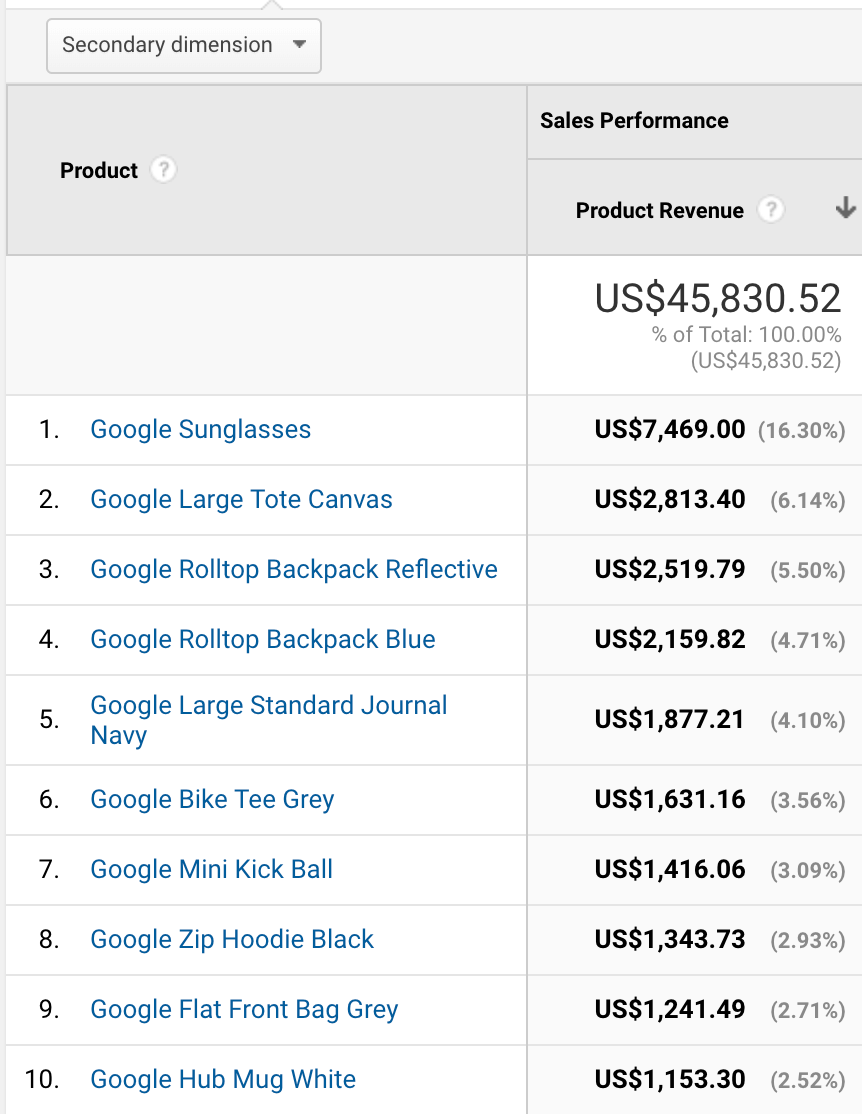 Secondary dimension
Sales Performance
Product ?
Product Revenue ?
US$45,830.52
% of Total: 100.00%
(US$45,830.52)
1. Google Sunglasses US$7,469.00 (16.30%)
2. Google Large Tote Canvas US$2,813.40 (6.14%)
3. Google Rolltop Backpack Reflective US$2,519.79 (5.50%)
4. Google Rolltop Backpack Blue US$2,159.82 (4.71%)
5. Google Large Standard Journal
Navy US$1,877.21 (4.10%)
6. Google Bike Tee Grey US$1,631.16 (3.56%)
7. Google Mini Kick Ball US$1,416.06 (3.09%)
8. Google Zip Hoodie Black US$1,343.73 (2.93%)
9. Google Flat Front Bag Grey US$1,241.49 (2.71%)
10. Google Hub Mug White US$1,153.30 (2.52%)